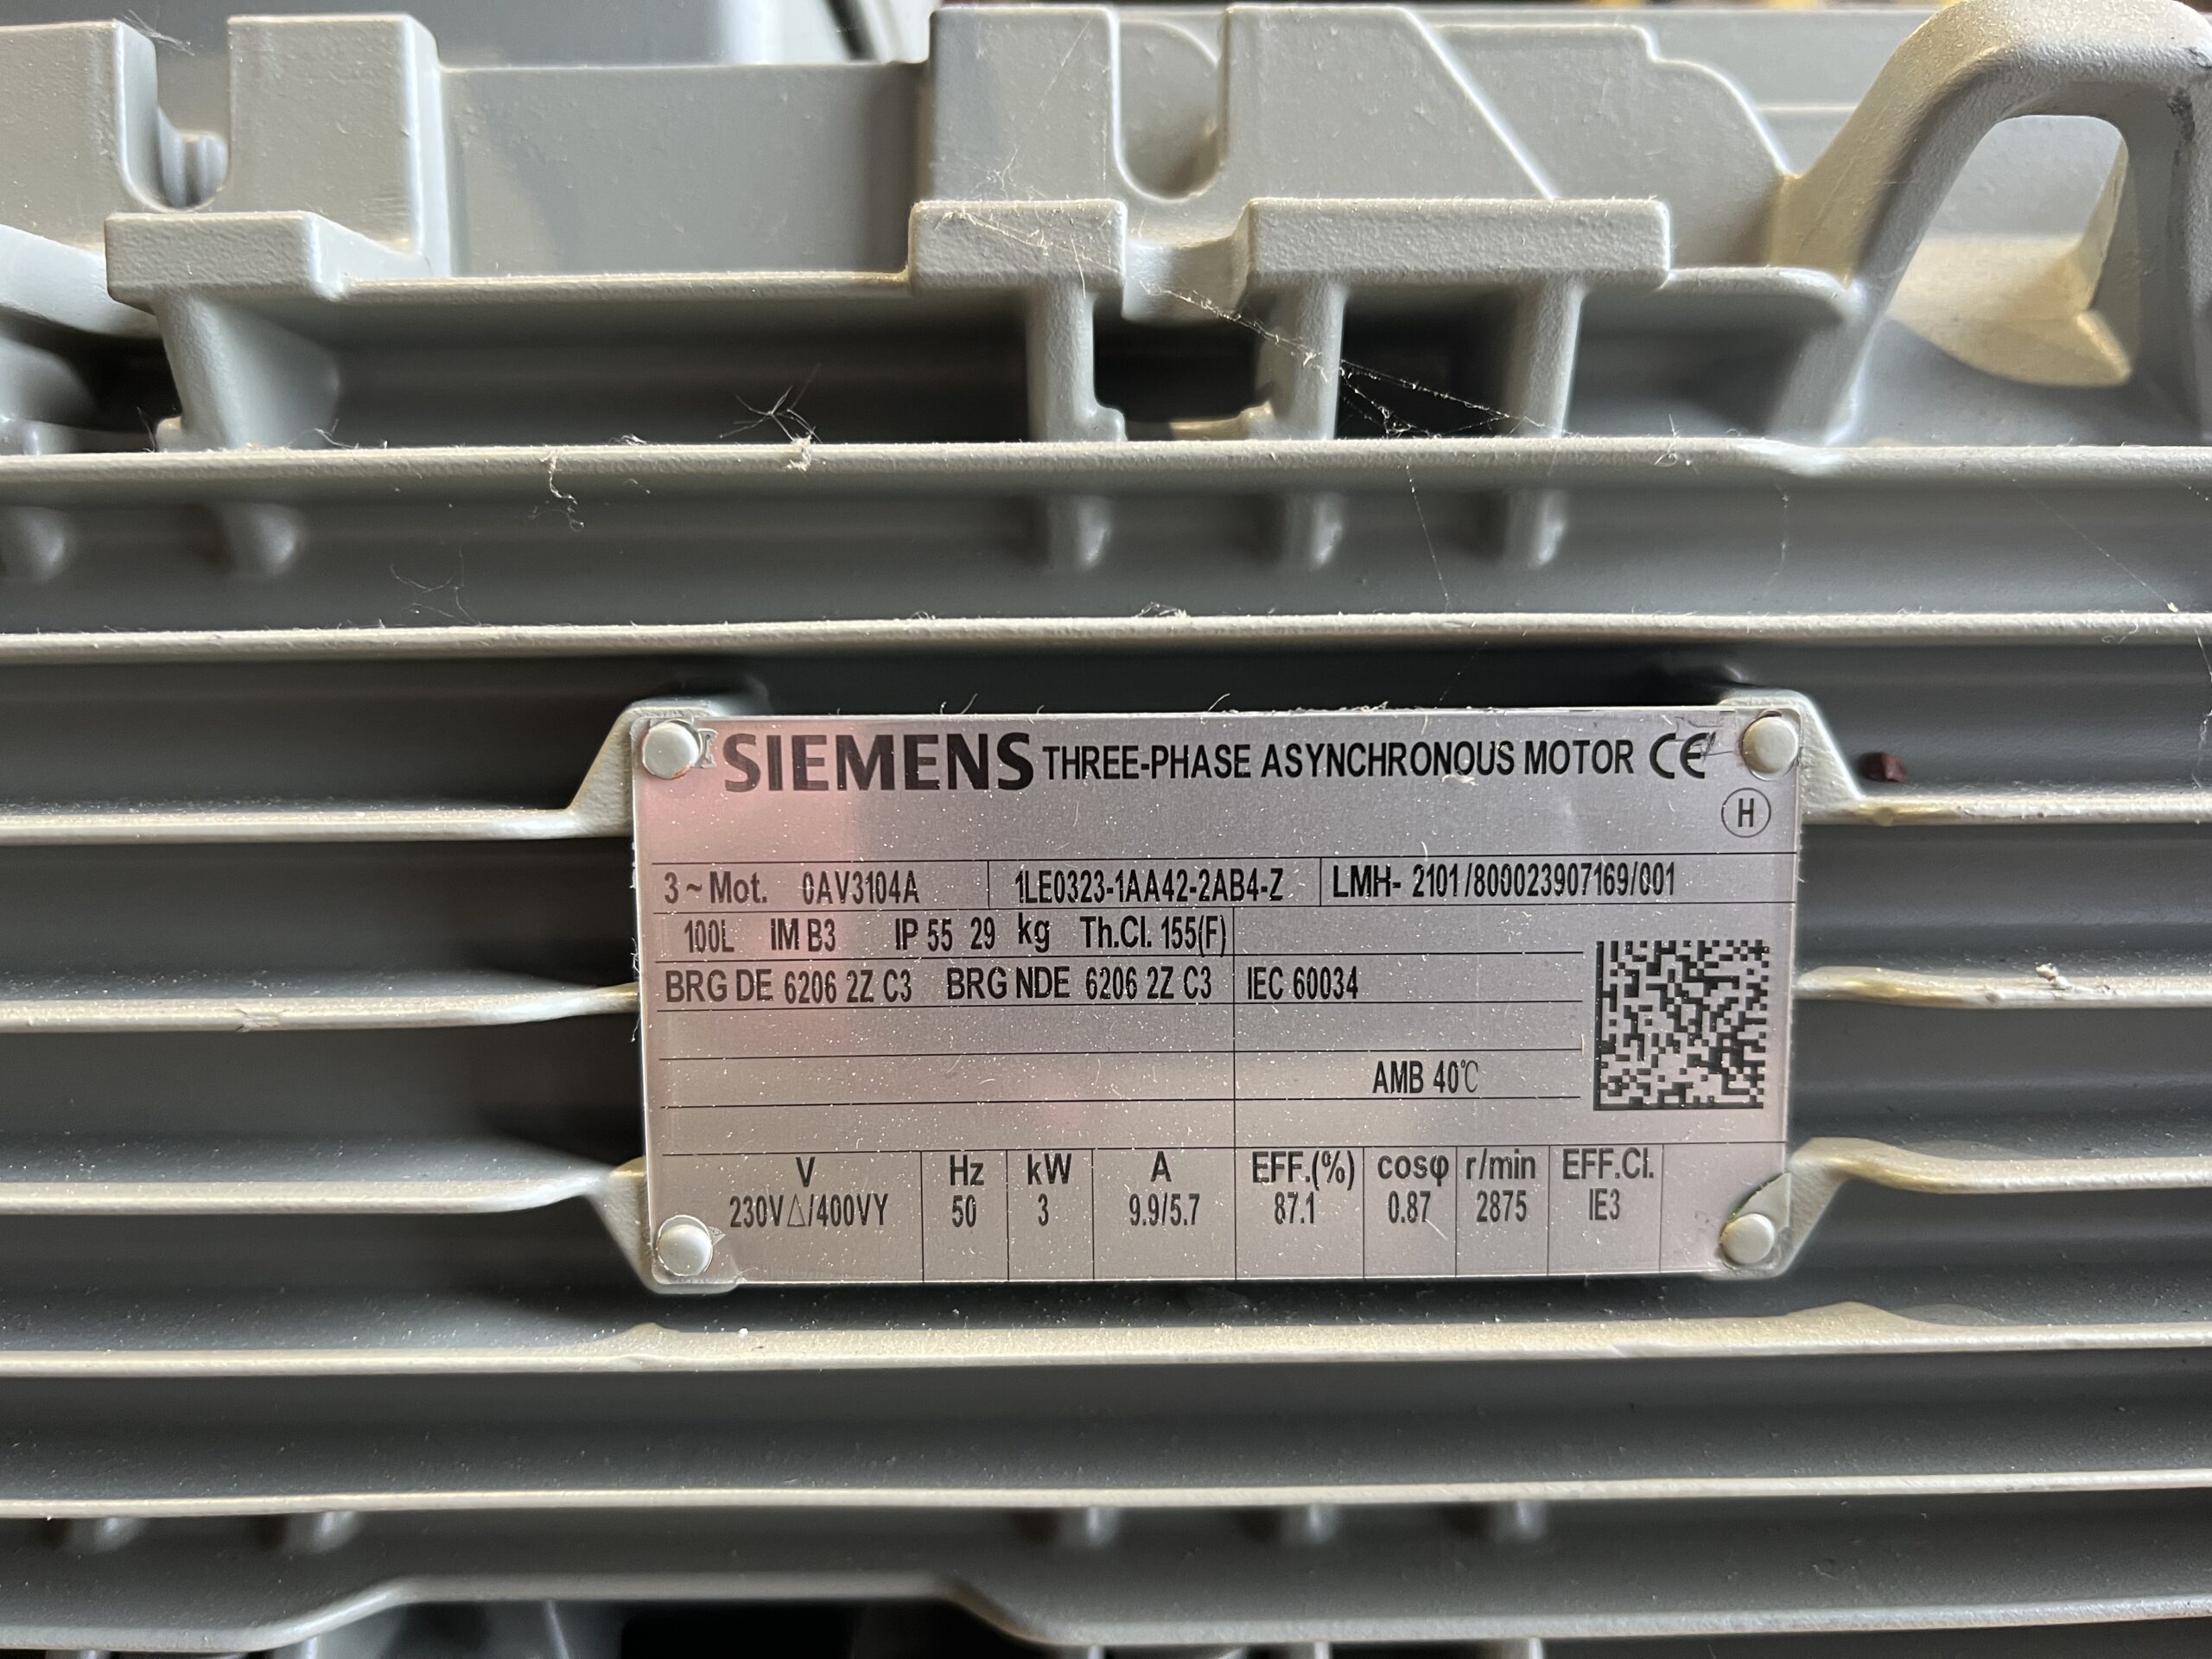 SIEMENS THREE-PHASE ASYNCHRONOUS MOTOR CE
H
3~Mot. 0AV3104A 1LE0323-1AA42-2AB4-Z LMH-2101/800023907169/001
100L IM B3 IP 55 29 kg Th.Cl. 155(F)
BRG DE 6206 2Z C3 BRG NDE 6206 2Z C3 IEC 60034
AMB 40℃
V Hz kW A EFF.(%) cosφ r/min EFF.Cl.
230V△/400VY 50 3 9.9/5.7 87.1 0.87 2875 IE3